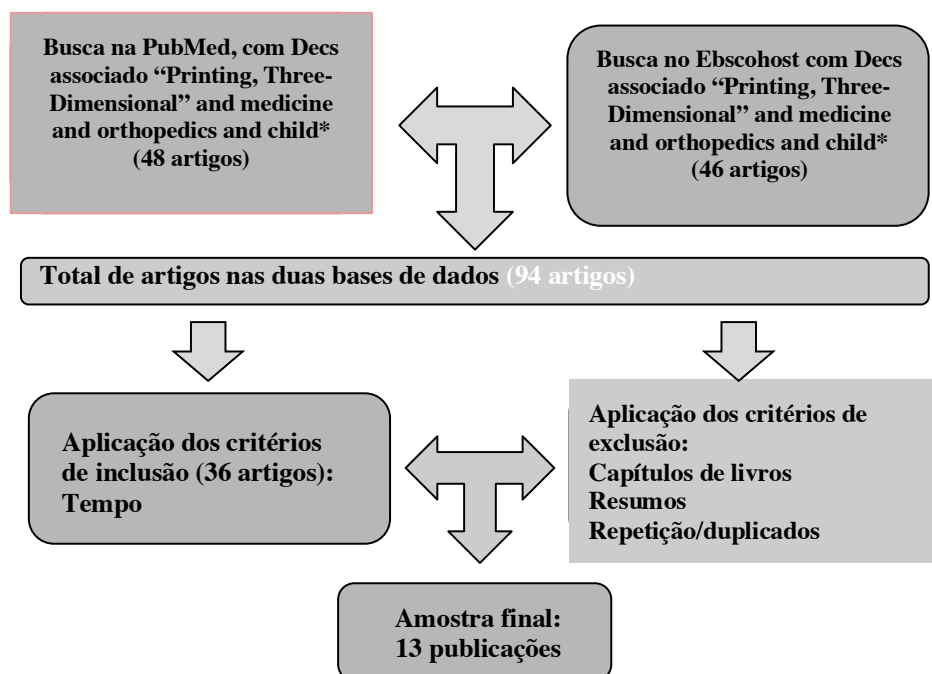 Busca na PubMed, com Decs
associado “Printing, Three-
Dimensional” and medicine
and orthopedics and child*
(48 artigos)
Busca no Ebscohost com Decs
associado “Printing, Three-
Dimensional” and medicine
and orthopedics and child*
(46 artigos)
Total de artigos nas duas bases de dados (94 artigos)
Aplicação dos critérios
de inclusão (36 artigos):
Tempo
Aplicação dos critérios de
exclusão:
Capítulos de livros
Resumos
Repetição/duplicados
Amostra final:
13 publicações